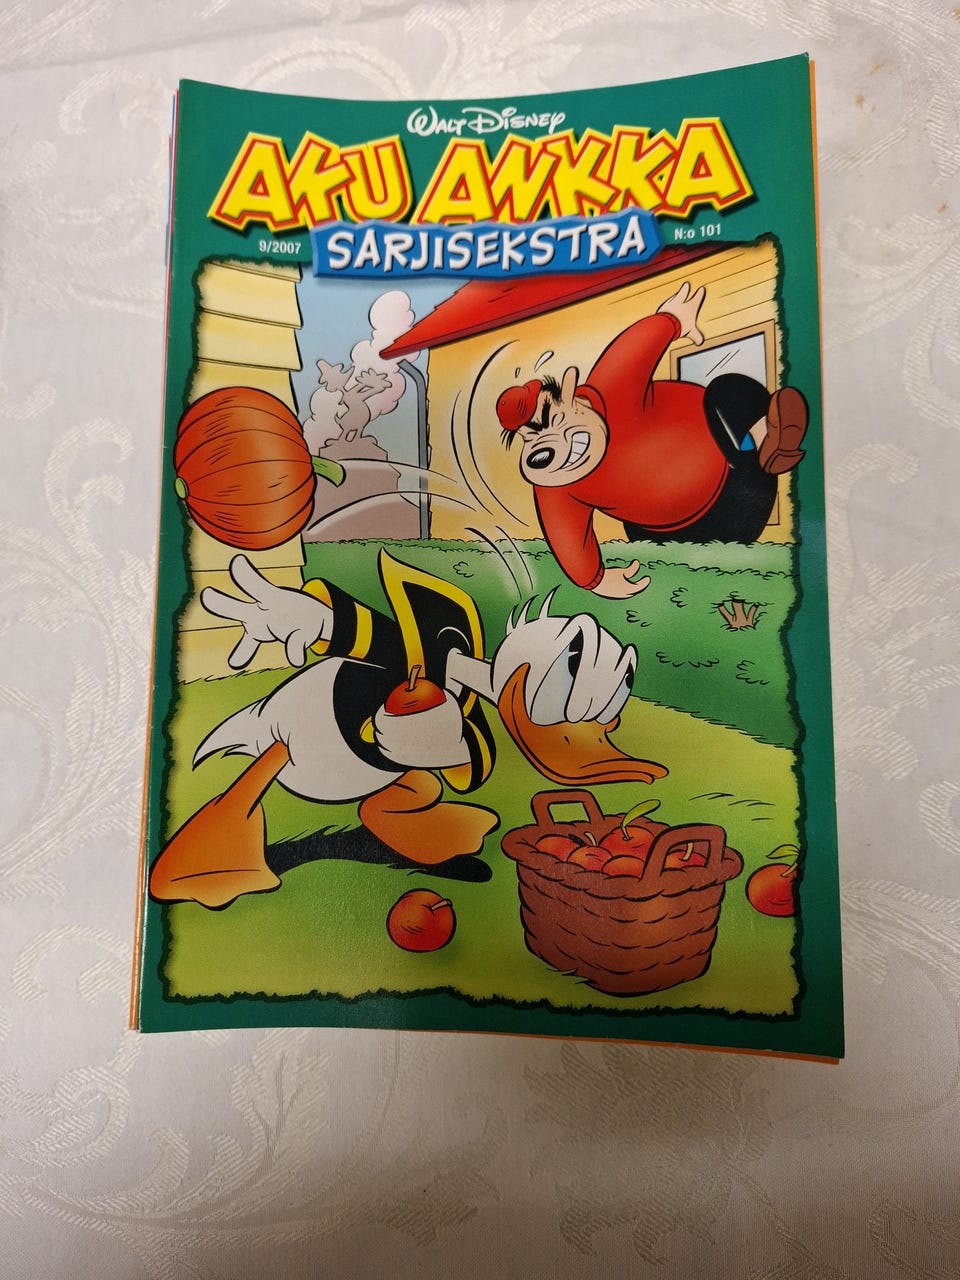 Walt Disney
AKU ANKKA
9/2007 SARJISEKSTRA N:o 101